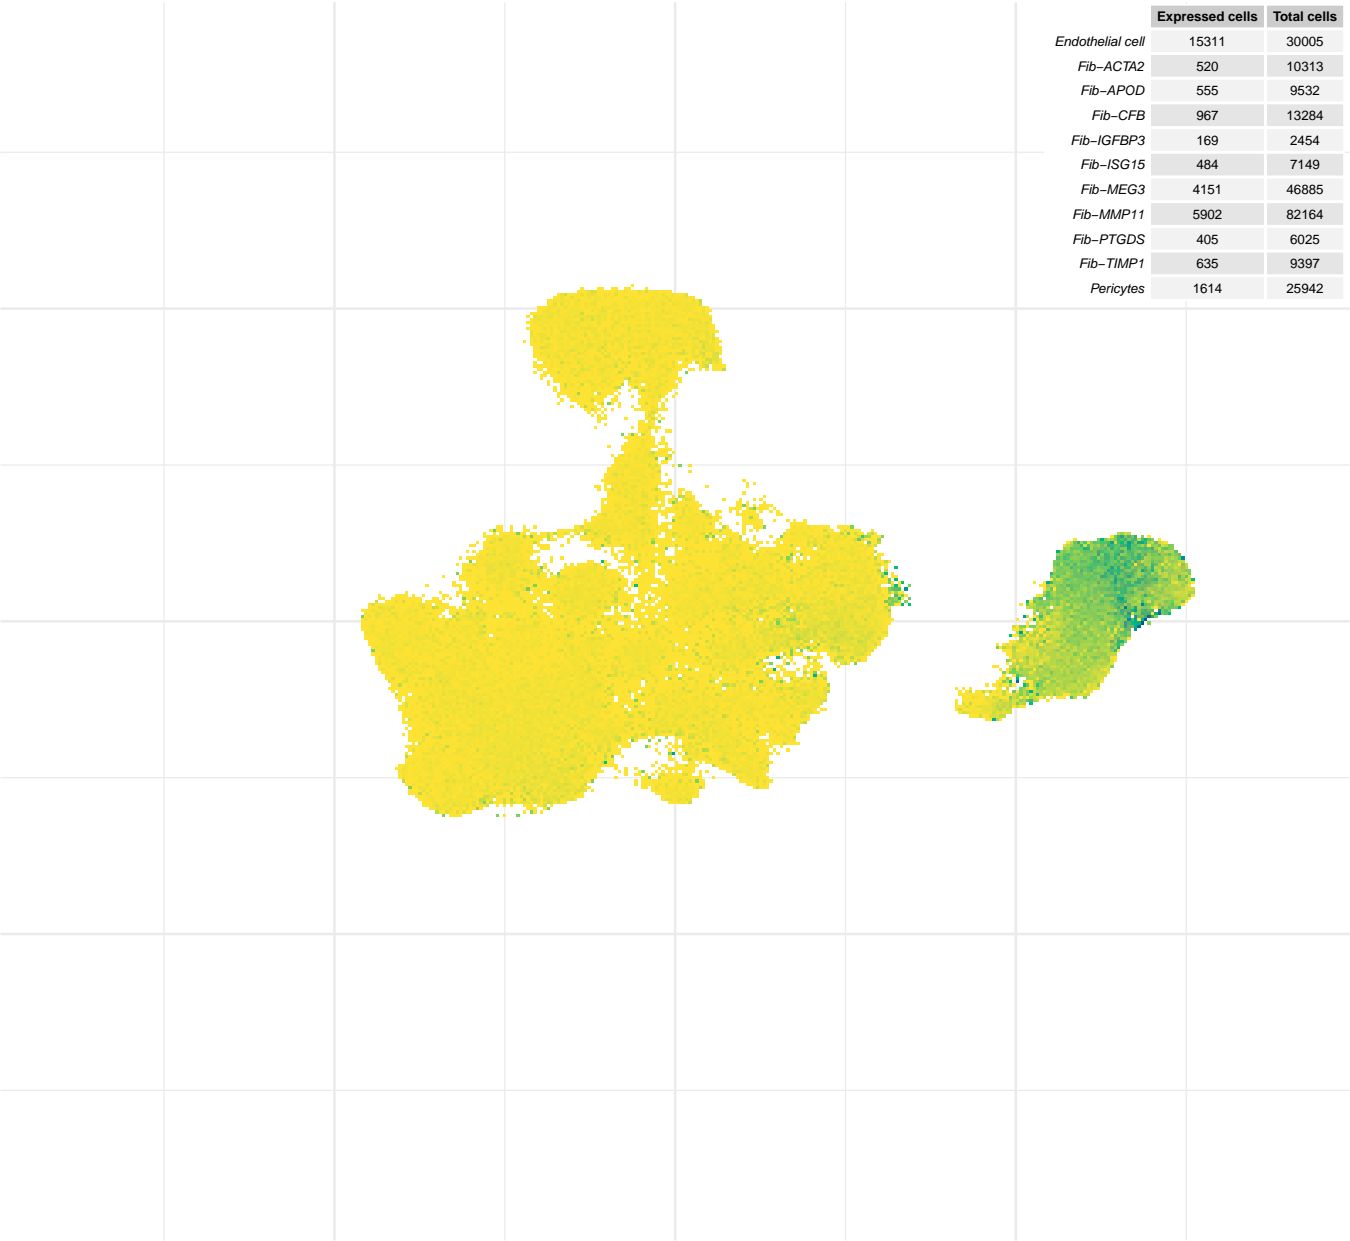 Expressed cells Total cells
Endothelial cell 15311 30005
Fib−ACTA2 520 10313
Fib−APOD 555 9532
Fib−CFB 967 13284
Fib−IGFBP3 169 2454
Fib−ISG15 484 7149
Fib−MEG3 4151 46885
Fib−MMP11 5902 82164
Fib−PTGDS 405 6025
Fib−TIMP1 635 9397
Pericytes 1614 25942